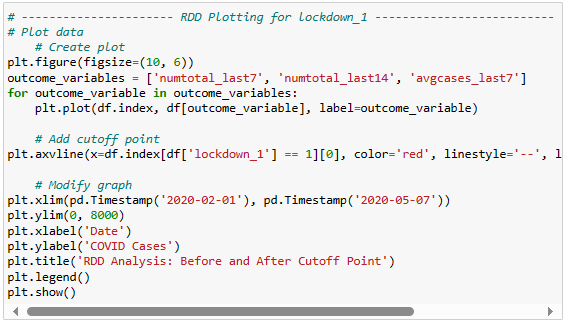 # --------------------- RDD Plotting for lockdown_1 -------------------------
# Plot data
    # Create plot
plt.figure(figsize=(10, 6))
outcome_variables = ['numtotal_last7', 'numtotal_last14', 'avgcases_last7']
for outcome_variable in outcome_variables:
    plt.plot(df.index, df[outcome_variable], label=outcome_variable)

    # Add cutoff point
plt.axvline(x=df.index[df['lockdown_1'] == 1][0], color='red', linestyle='--', l

    # Modify graph
plt.xlim(pd.Timestamp('2020-02-01'), pd.Timestamp('2020-05-07'))
plt.ylim(0, 8000)
plt.xlabel('Date')
plt.ylabel('COVID Cases')
plt.title('RDD Analysis: Before and After Cutoff Point')
plt.legend()
plt.show()